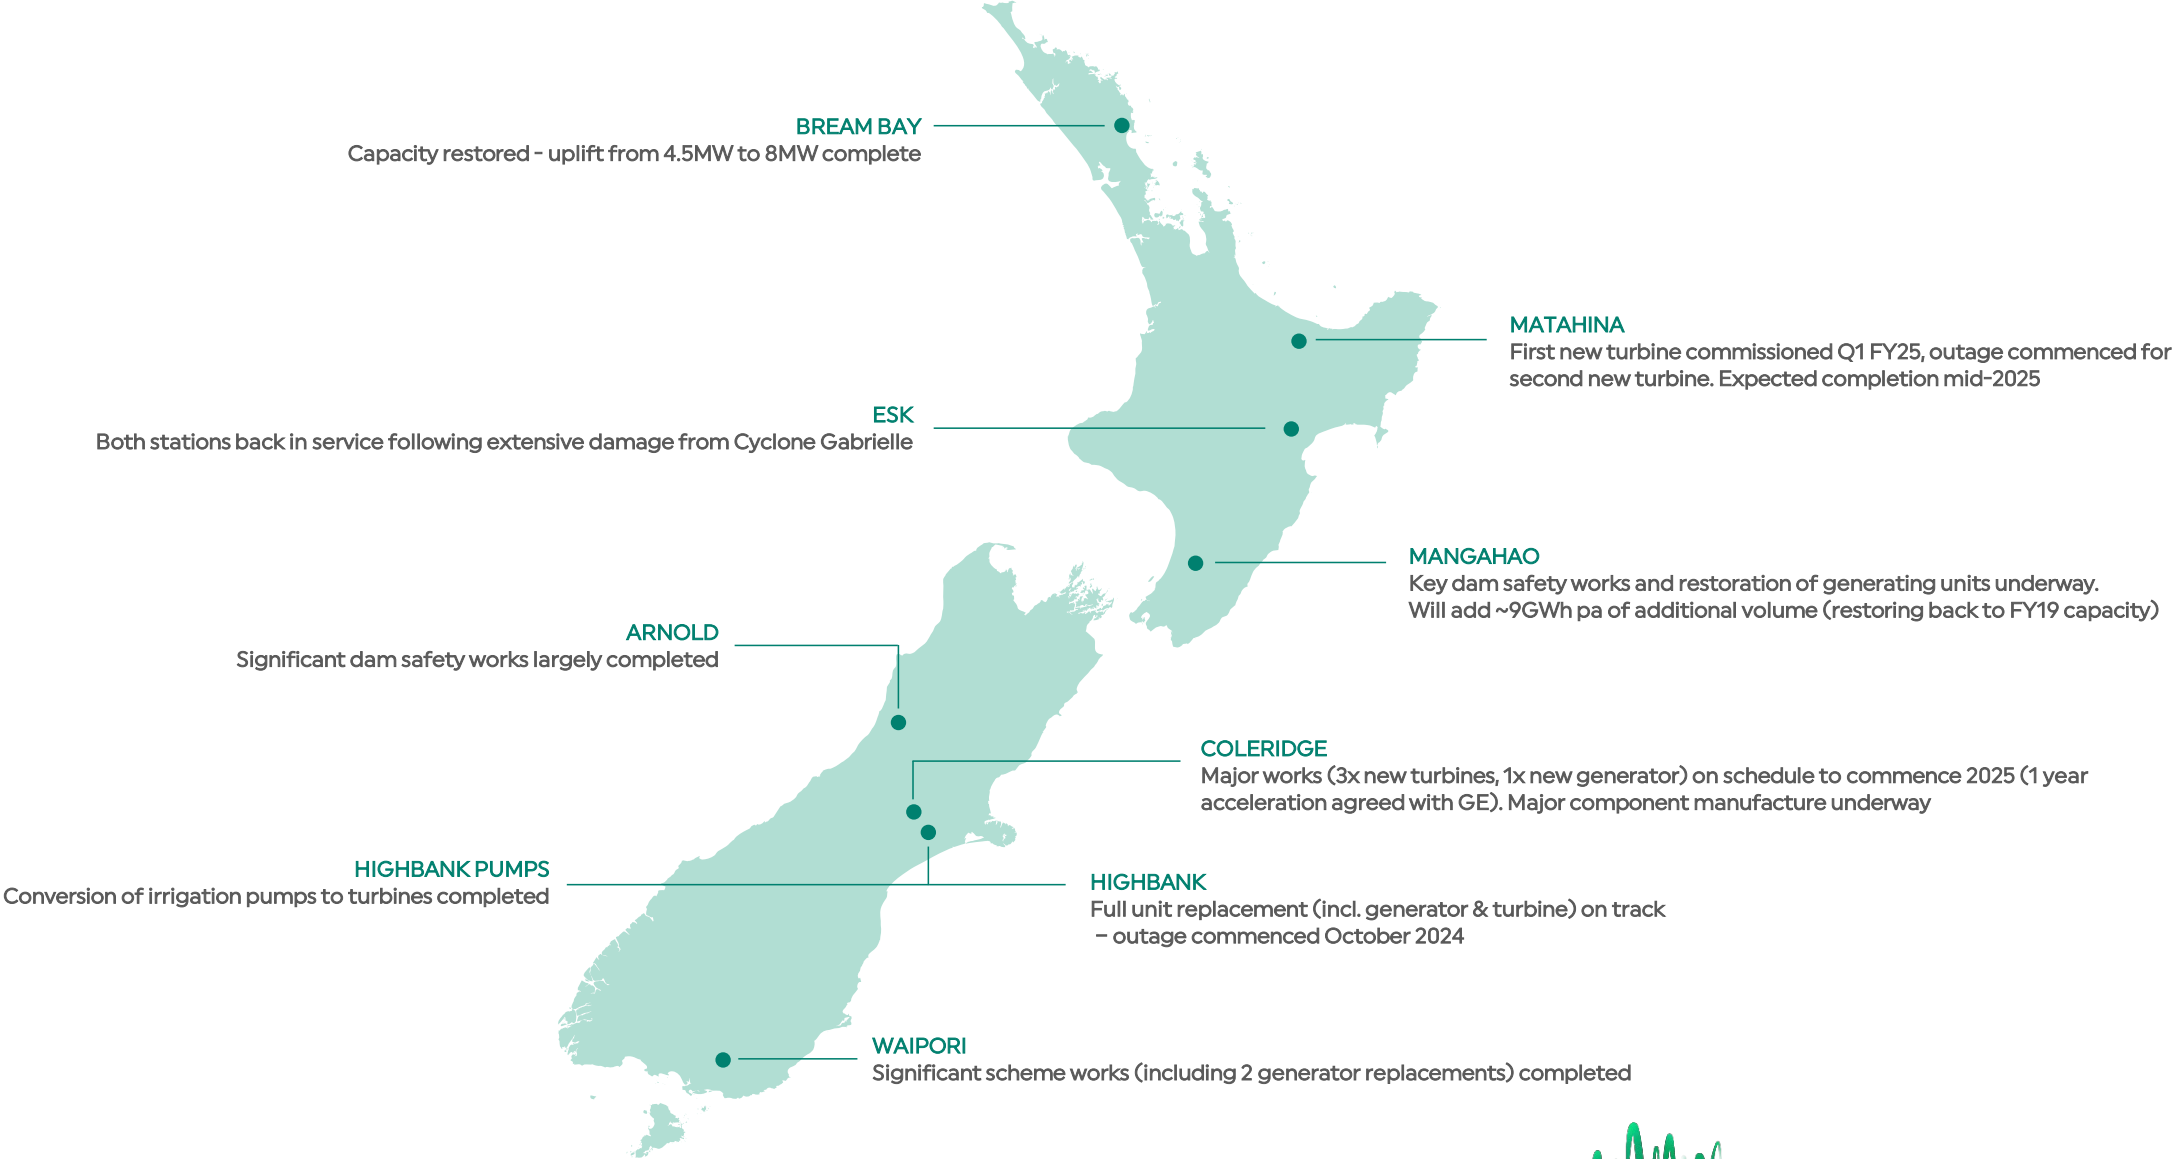 BREAM BAY
Capacity restored - uplift from 4.5MW to 8MW complete
MATAHINA
First new turbine commissioned Q1 FY25, outage commenced for
second new turbine. Expected completion mid-2025
ESK
Both stations back in service following extensive damage from Cyclone Gabrielle
MANGAHAO
Key dam safety works and restoration of generating units underway.
Will add ~9GWh pa of additional volume (restoring back to FY19 capacity)
ARNOLD
Significant dam safety works largely completed
COLERIDGE
Major works (3x new turbines, 1x new generator) on schedule to commence 2025 (1 year
acceleration agreed with GE). Major component manufacture underway
HIGHBANK PUMPS
Conversion of irrigation pumps to turbines completed
HIGHBANK
Full unit replacement (incl. generator & turbine) on track
– outage commenced October 2024
WAIPORI
Significant scheme works (including 2 generator replacements) completed